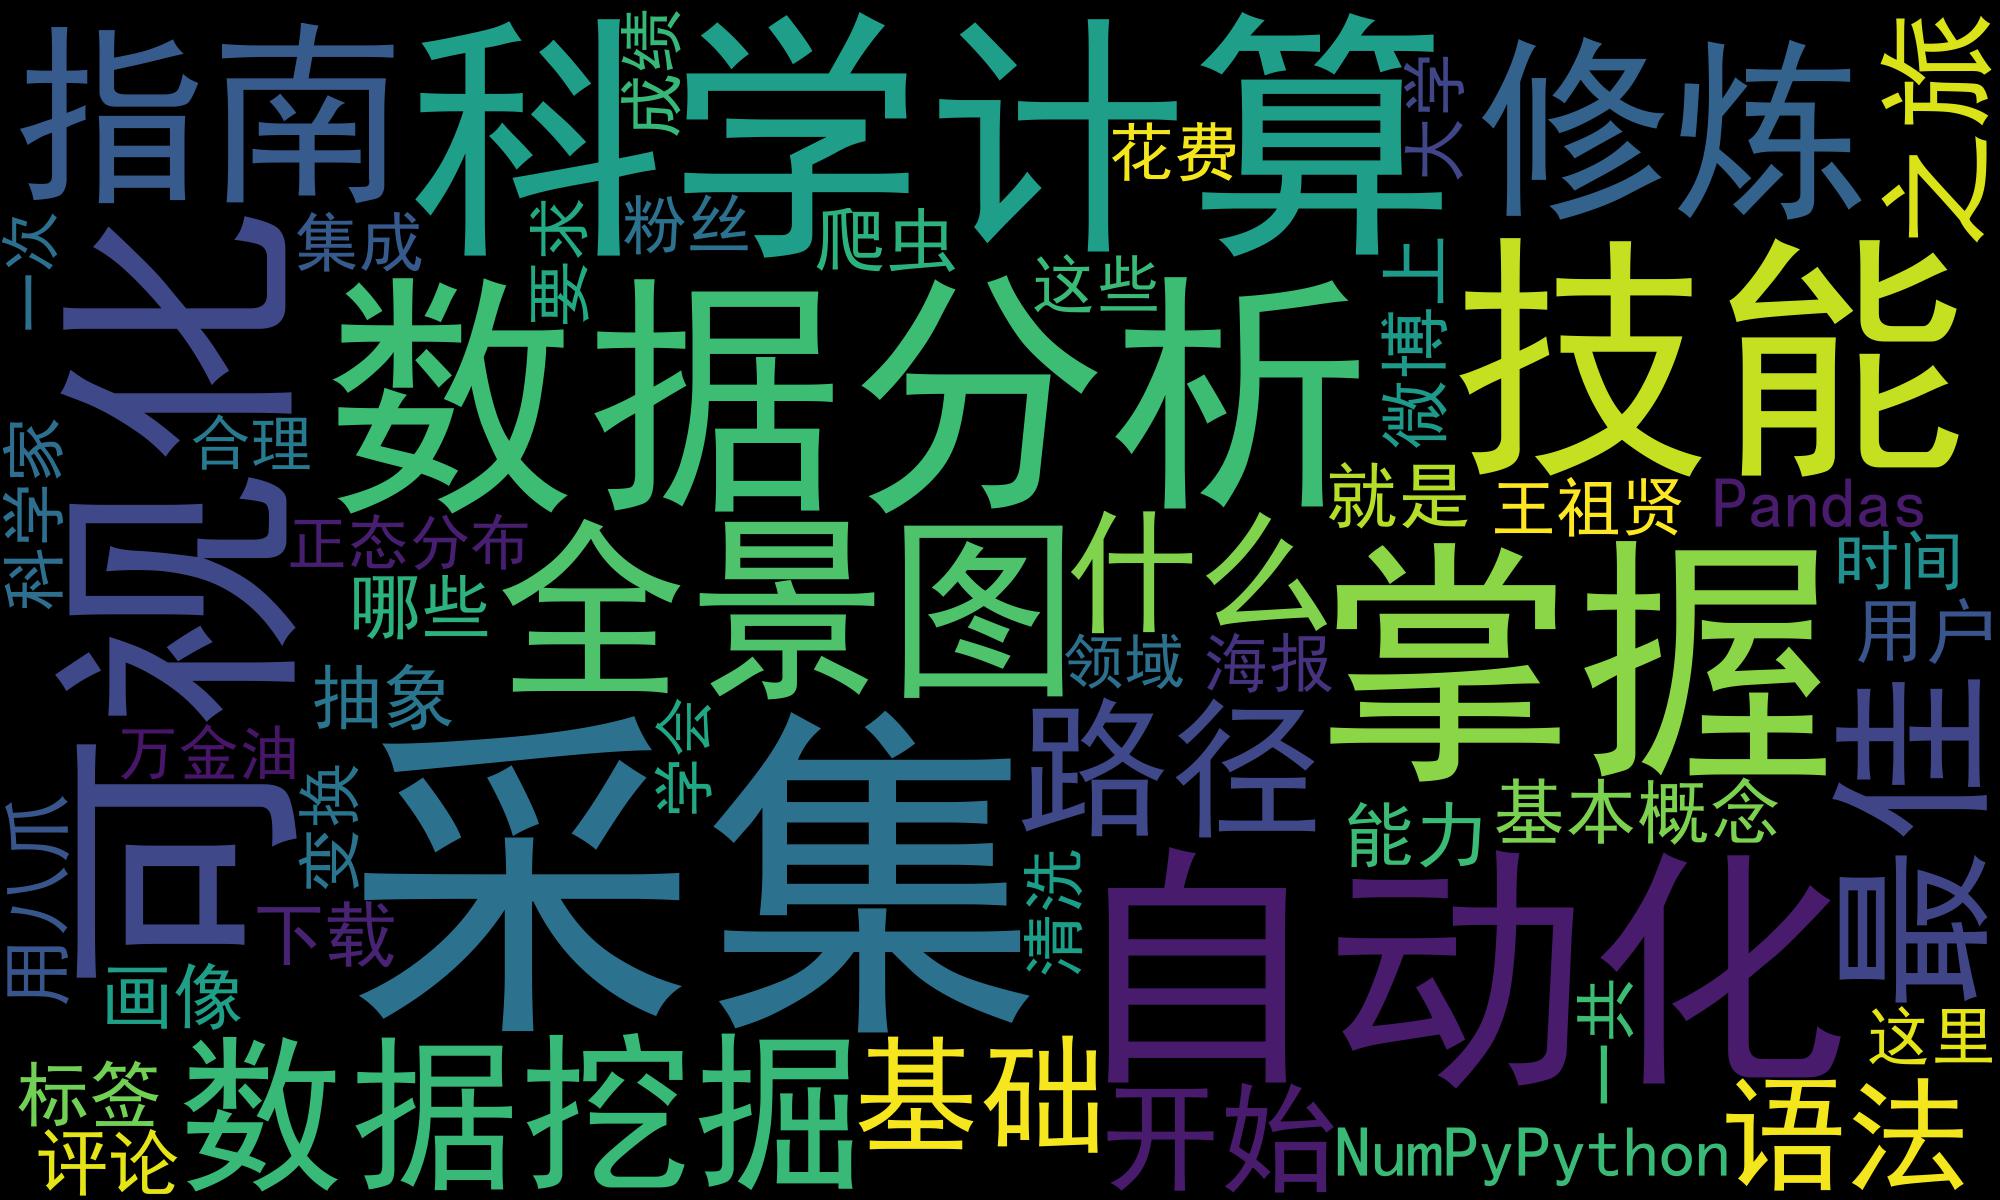 指南
科学计算
成绩
大学
修炼
之旅
花费
一次
集成
要求
粉丝
爬虫
这些
微博上
可视化
数据分析
技能
科学家
合理
就是
王祖贤
Pandas
正态分布
哪些
全景图
什么
掌握
时间
用户
领域
海报
抽象
学会
路径
最佳
万金油
变换
采集
能力
基本概念
用八爪
下载
清洗
自动化
画像
一共
这里
标签
数据挖掘
基础
开始
NumPyPython
语法
评论